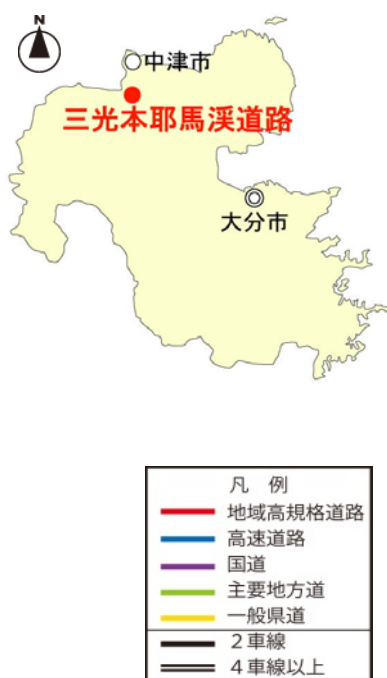 N
中津市
三光本耶馬渓道路
大分市
凡 例
地域高規格道路
高速道路
国道
主要地方道
一般県道
2車線
4車線以上